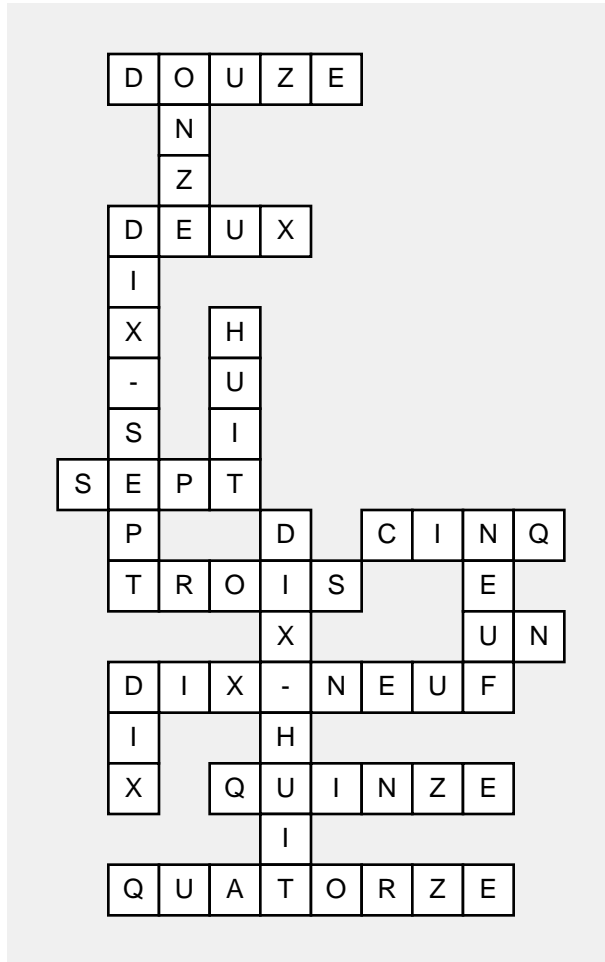 DOUZE
N
Z
DEUX
I
X H
- U
S I
SEPT
P D CINQ
TROIS E
X UN
DIX-NEUF
I H
X QUINZE
I
QUATORZE